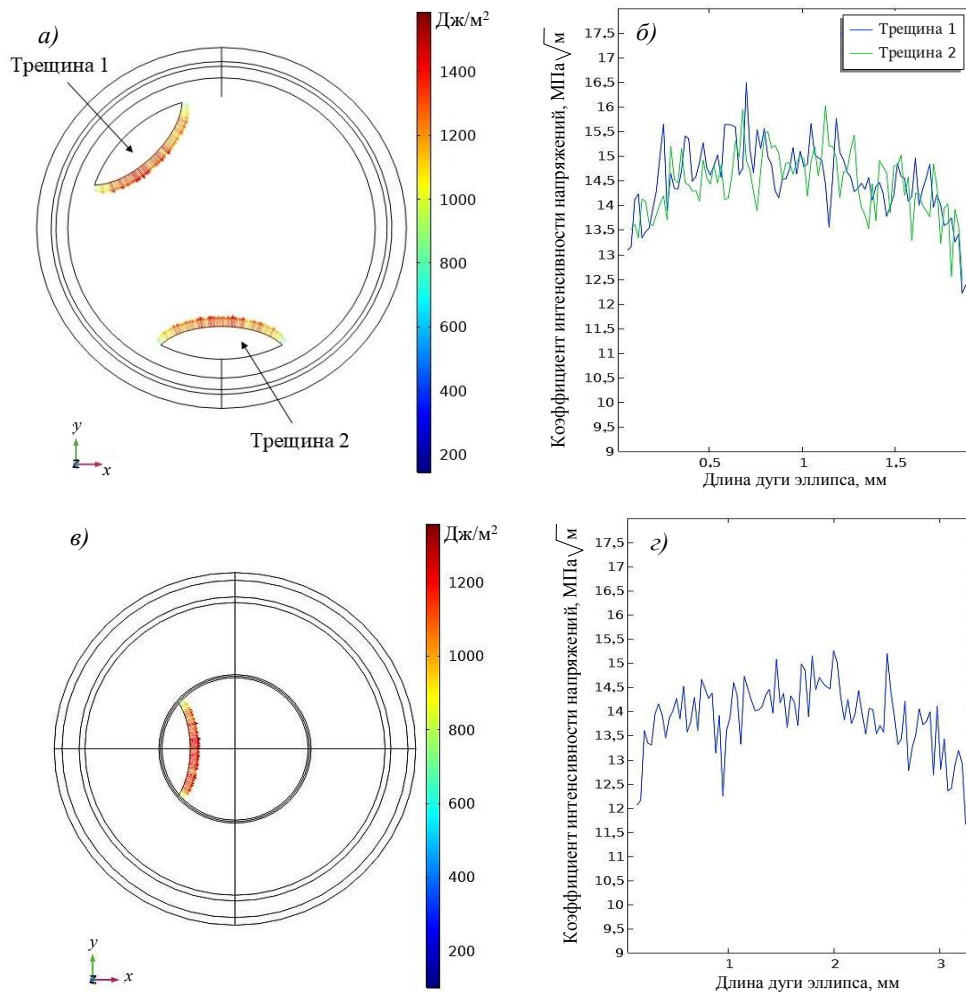 а)
Дж/м²
Трещина 1
1400
1200
1000
800
600
400
200
Трещина 2
y
z
x
б)
Трещина 1
Трещина 2
Коэффициент интенсивности напряжений, МПа√м
17,5
17
16,5
16
15,5
15
14,5
14
13,5
13
12,5
12
11,5
11
10,5
10
9,5
9
0,5
1
1,5
Длина дуги эллипса, мм
в)
Дж/м²
1200
1000
800
600
400
200
y
z
x
г)
Коэффициент интенсивности напряжений, МПа√м
17,5
17
16,5
16
15,5
15
14,5
14
13,5
13
12,5
12
11,5
11
10,5
10
9,5
9
1
2
3
Длина дуги эллипса, мм